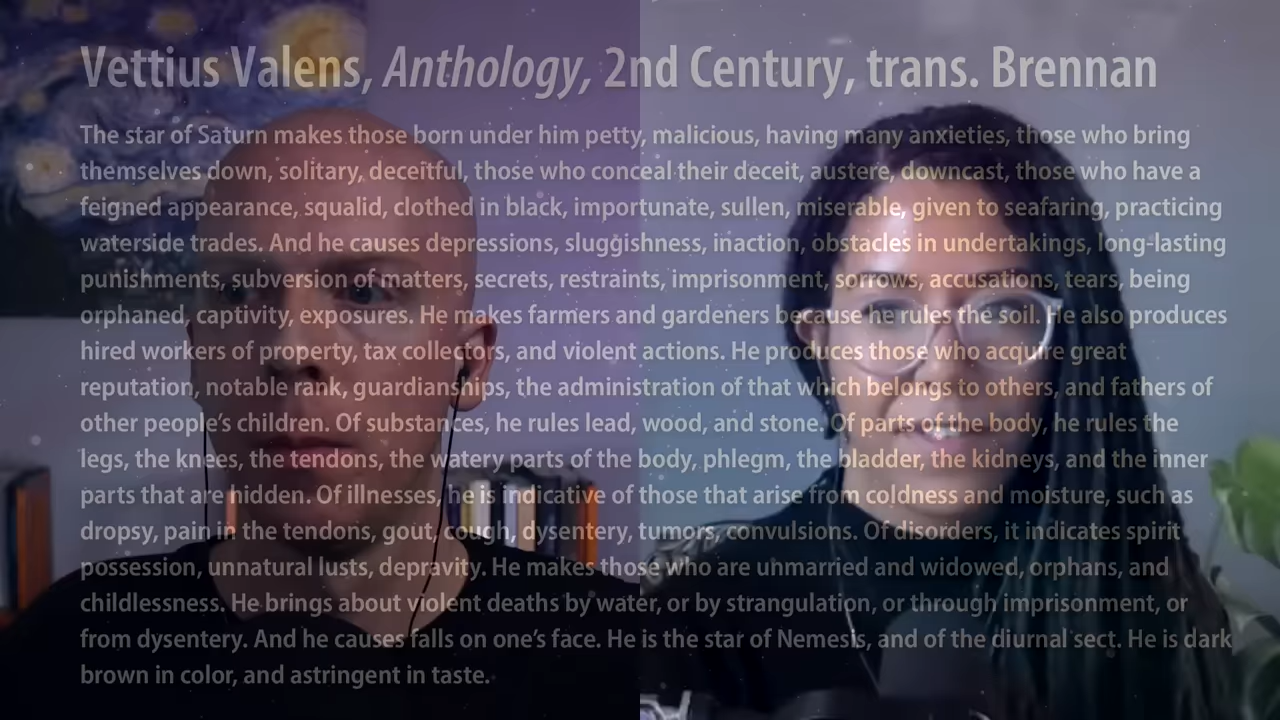 Vettius Valens, Anthology, 2nd Century, trans. Brennan
The star of Saturn makes those born under him petty, malicious, having many anxieties, those who bring
themselves down, solitary, deceitful, those who conceal their deceit, austere, downcast, those who have a
feigned appearance, squalid, clothed in black, importunate, sullen, miserable, given to seafaring, practicing
waterside trades. And he causes depressions, sluggishness, inaction, obstacles in undertakings, long-lasting
punishments, subversion of matters, secrets, restraints, imprisonment, sorrows, accusations, tears, being
orphaned, captivity, exposures. He makes farmers and gardeners because he rules the soil. He also produces
hired workers of property, tax collectors, and violent actions. He produces those who acquire great
reputation, notable rank, guardianships, the administration of that which belongs to others, and fathers of
other people's children. Of substances, he rules lead, wood, and stone. Of parts of the body, he rules the
legs, the knees, the tendons, the watery parts of the body, phlegm, the bladder, the kidneys, and the inner
parts that are hidden. Of illnesses, he is indicative of those that arise from coldness and moisture, such as
dropsy, pain in the tendons, gout, cough, dysentery, tumors, convulsions. Of disorders, it indicates spirit
possession, unnatural lusts, depravity. He makes those who are unmarried and widowed, orphans, and
childlessness. He brings about violent deaths by water, or by strangulation, or through imprisonment, or
from dysentery. And he causes falls on one's face. He is the star of Nemesis, and of the diurnal sect. He is dark
brown in color, and astringent in taste.